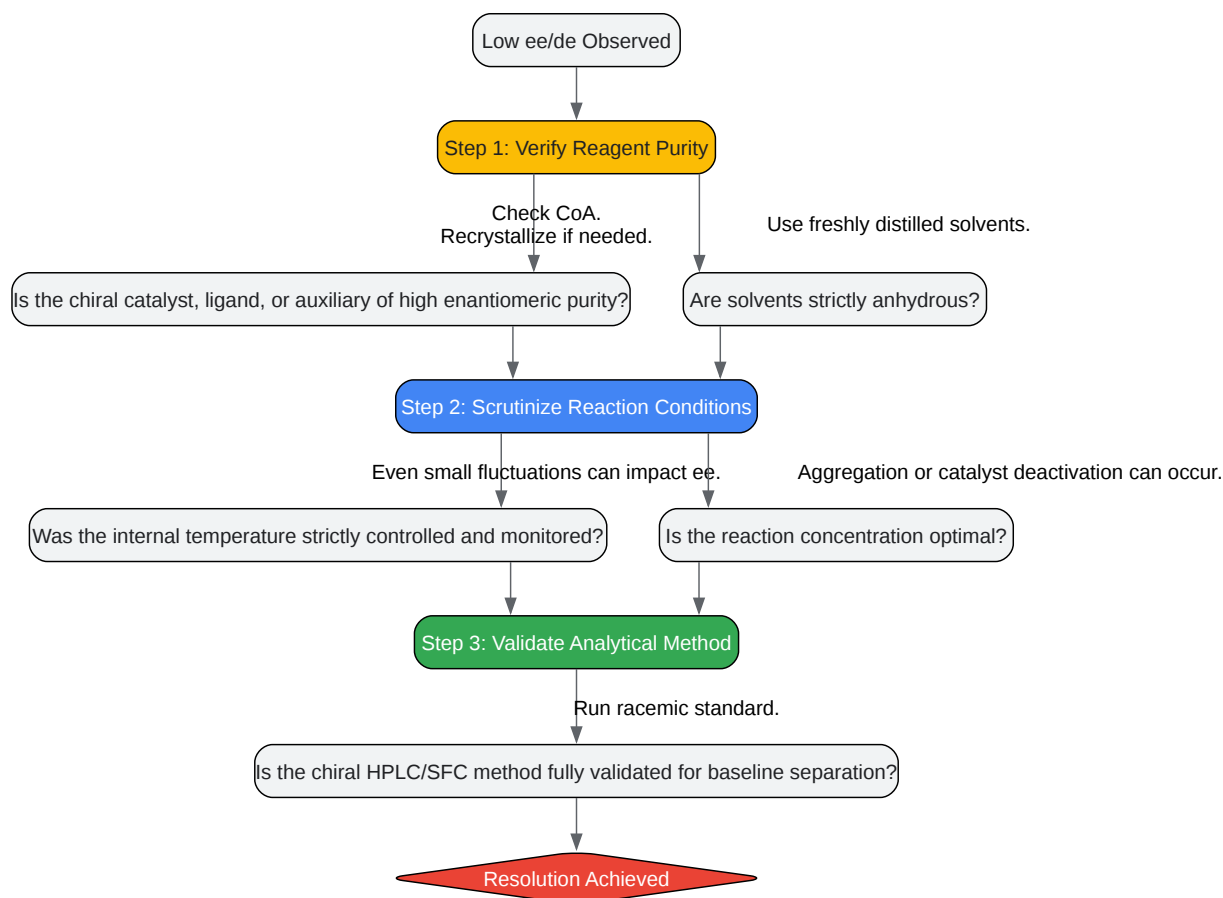 Low ee/de Observed
Step 1: Verify Reagent Purity
Check CoA.
Recrystallize if needed.
Use freshly distilled solvents.
Is the chiral catalyst, ligand, or auxiliary of high enantiomeric purity?
Are solvents strictly anhydrous?
Step 2: Scrutinize Reaction Conditions
Even small fluctuations can impact ee.
Aggregation or catalyst deactivation can occur.
Was the internal temperature strictly controlled and monitored?
Is the reaction concentration optimal?
Step 3: Validate Analytical Method
Run racemic standard.
Is the chiral HPLC/SFC method fully validated for baseline separation?
Resolution Achieved